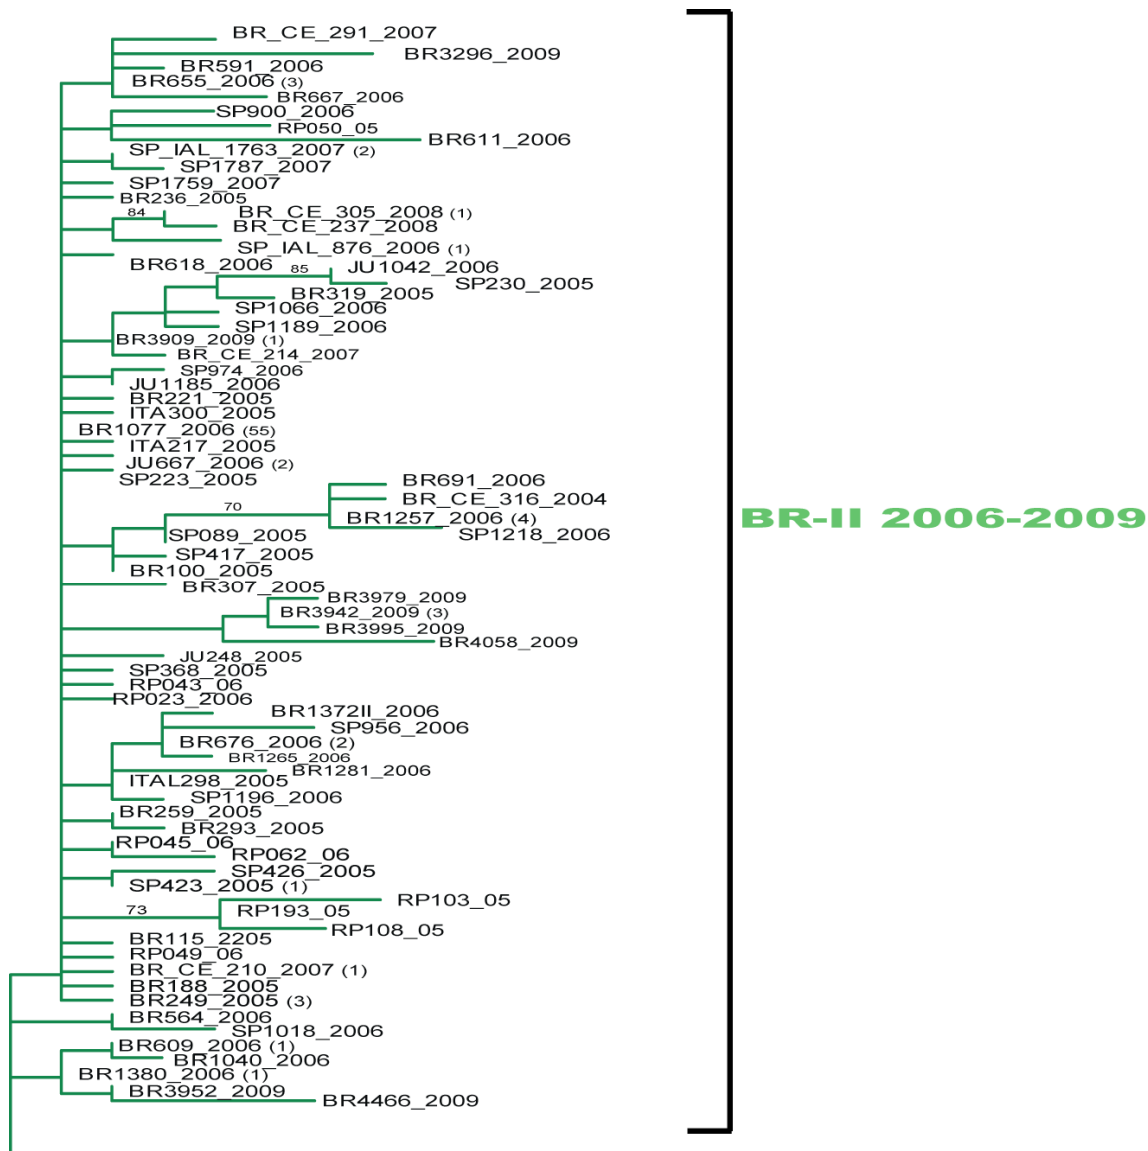 BR_CE_291_2007
BR3296_2009
BR591_2006
BR655_2006 (3)
BR667_2006
SP900_2006
RP050_05
BR611_2006
SP_IAL_1763_2007 (2)
SP1787_2007
SP1759_2007
BR236_2005
84
BR_CE_305_2008 (1)
BR_CE_237_2008
SP_IAL_876_2006 (1)
BR618_2006
85
JU1042_2006
SP230_2005
BR319_2005
SP1066_2006
SP1189_2006
BR3909_2009 (1)
BR_CE_214_2007
SP974_2006
JU1185_2006
BR221_2005
ITA300_2005
BR1077_2006 (55)
ITA217_2005
JU667_2006 (2)
SP223_2005
BR691_2006
BR_CE_316_2004
70
BR1257_2006 (4)
BR-II 2006-2009
SP089_2005
SP1218_2006
SP417_2005
BR100_2005
BR307_2005
BR3979_2009
BR3942_2009 (3)
BR3995_2009
BR4058_2009
JU248_2005
SP368_2005
RP043_06
RP023_2006
BR1372II_2006
SP956_2006
BR676_2006 (2)
BR1265_2006
BR1281_2006
ITAL298_2005
SP1196_2006
BR259_2005
BR293_2005
RP045_06
RP062_06
SP426_2005
SP423_2005 (1)
RP103_05
73
RP193_05
RP108_05
BR115_2205
RP049_06
BR_CE_210_2007 (1)
BR188_2005
BR249_2005 (3)
BR564_2006
SP1018_2006
BR609_2006 (1)
BR1040_2006
BR1380_2006 (1)
BR3952_2009
BR4466_2009